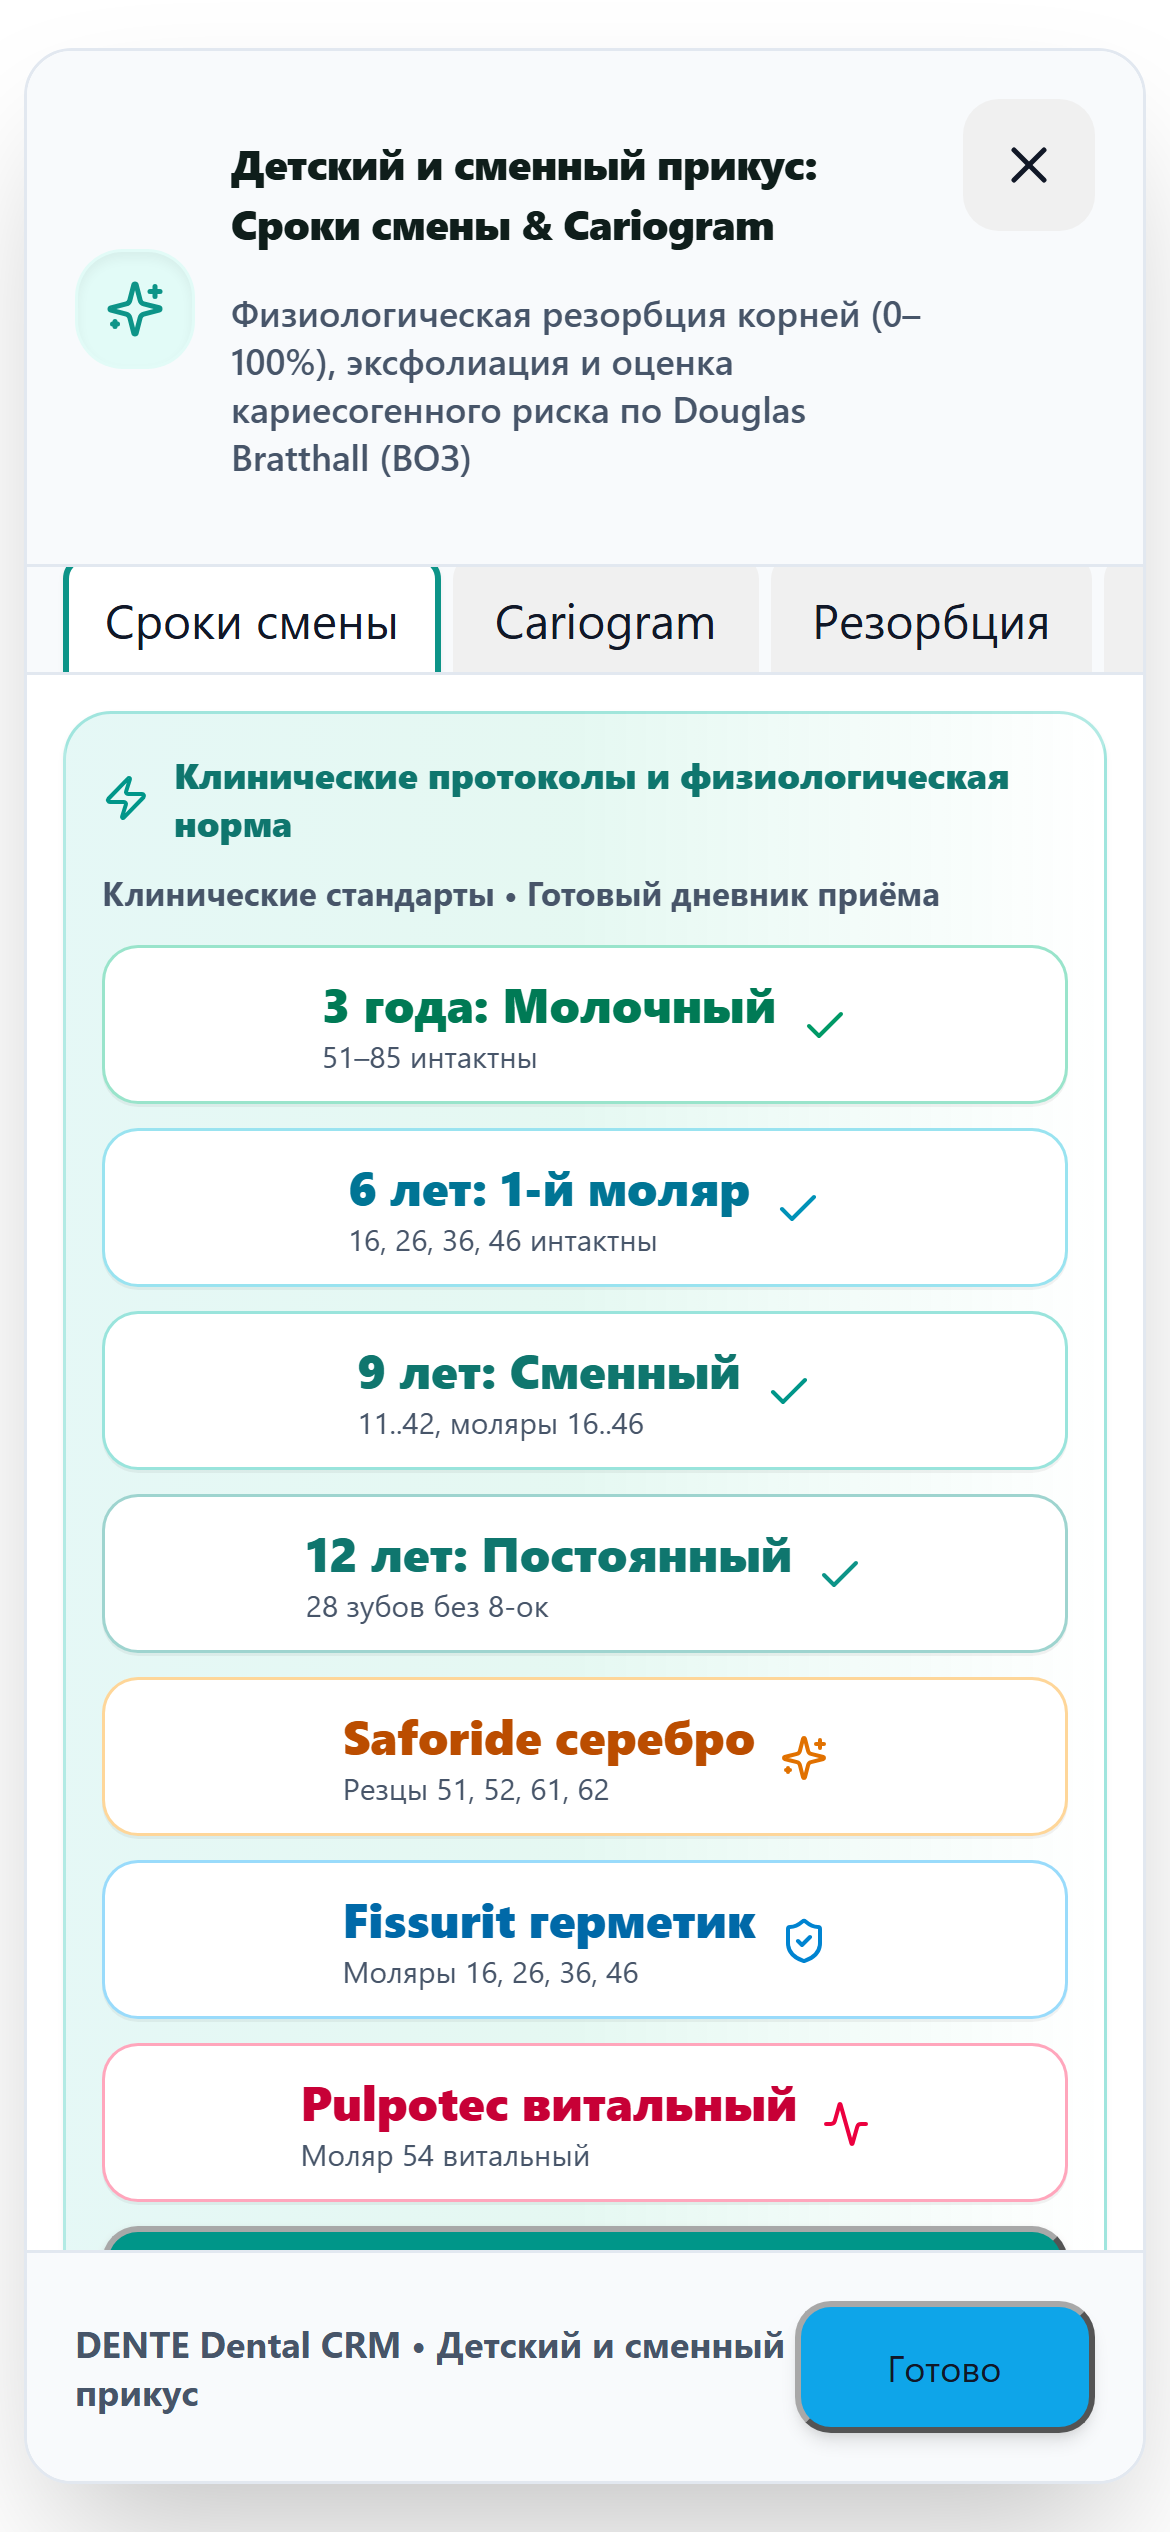 Детский и сменный прикус:
Сроки смены & Cariogram
Физиологическая резорбция корней (0–
100%), эксфолиация и оценка
кариесогенного риска по Douglas
Bratthall (ВОЗ)
Сроки смены
Cariogram
Резорбция
Клинические протоколы и физиологическая
норма
Клинические стандарты • Готовый дневник приёма
3 года: Молочный
51–85 интактны
6 лет: 1-й моляр
16, 26, 36, 46 интактны
9 лет: Сменный
11..42, моляры 16..46
12 лет: Постоянный
28 зубов без 8-ок
Saforide серебро
Резцы 51, 52, 61, 62
Fissurit герметик
Моляры 16, 26, 36, 46
Pulpotec витальный
Моляр 54 витальный
DENTE Dental CRM • Детский и сменный
прикус
Готово